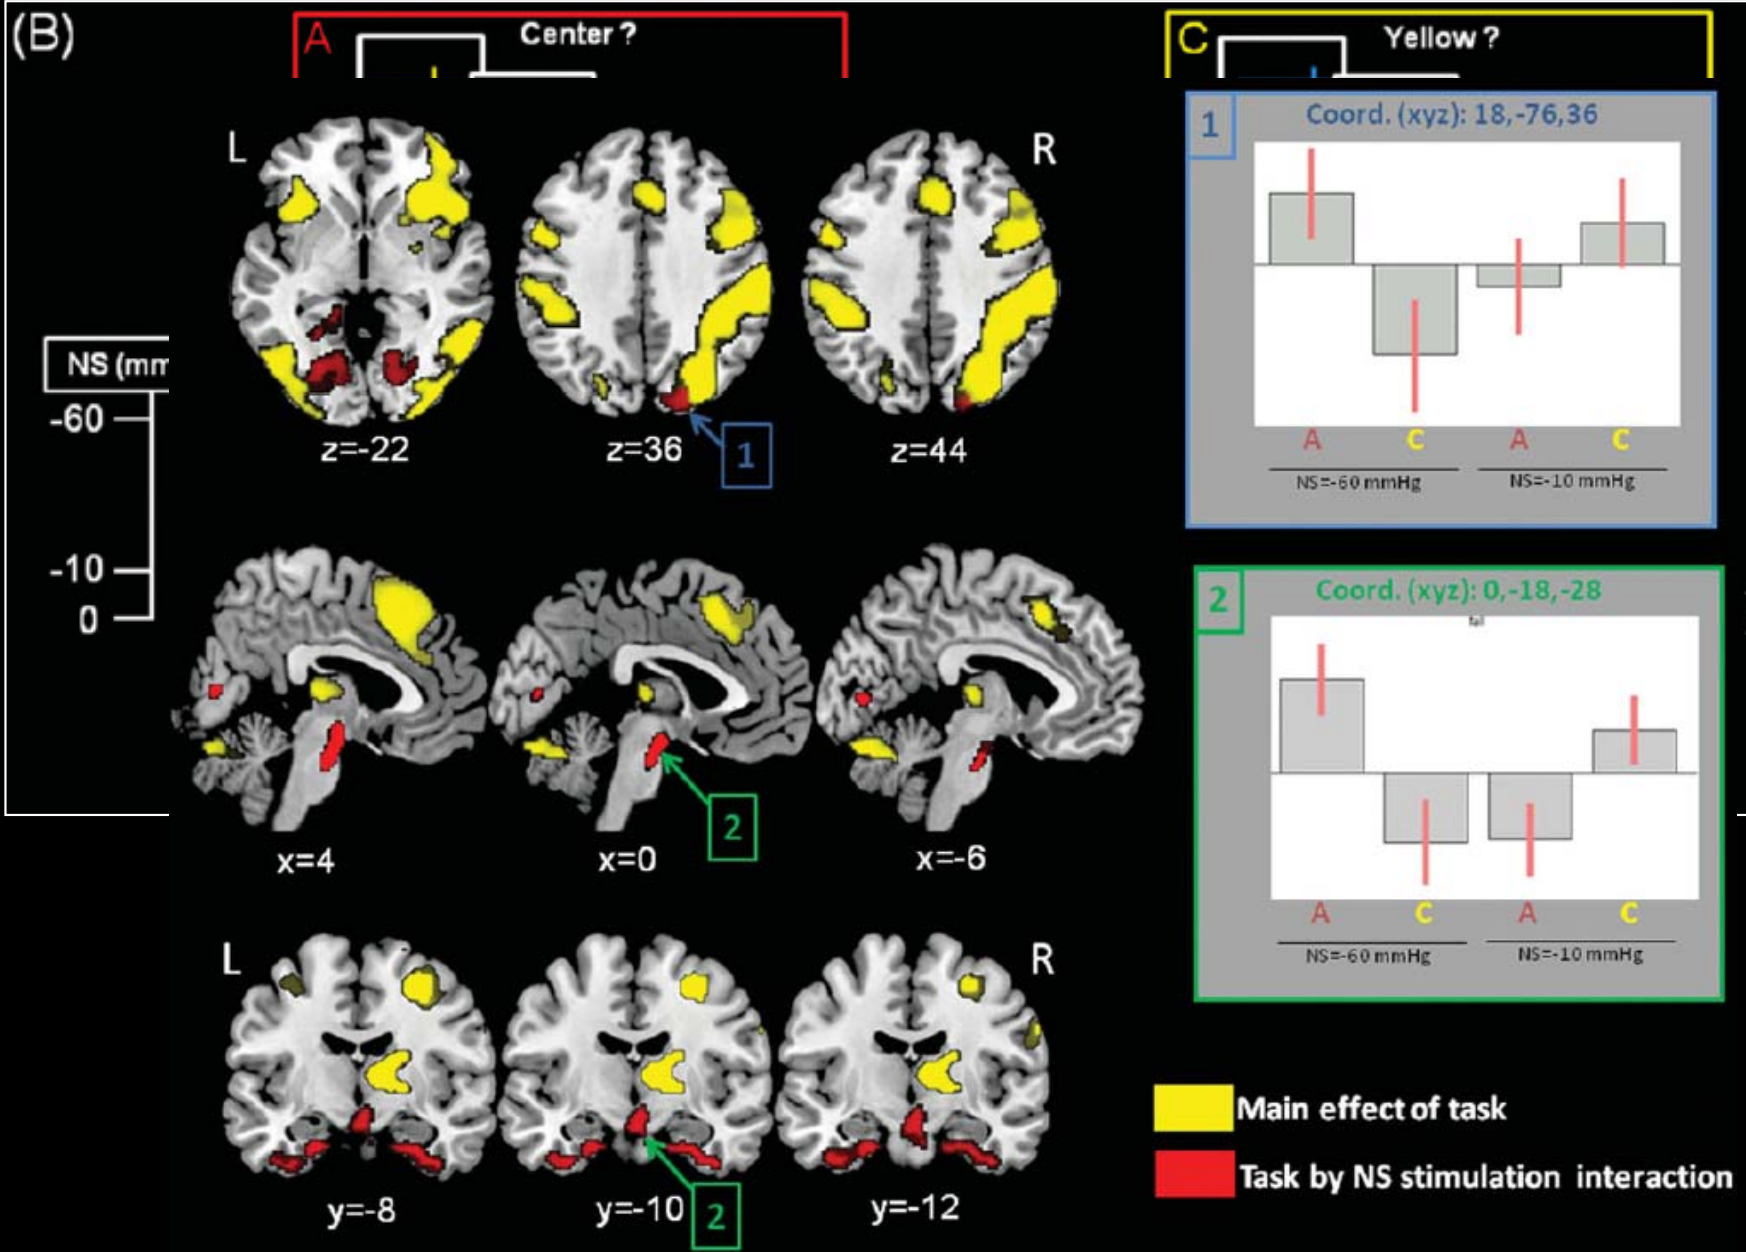 (B)
A
Center ?
C
Yellow ?
L
R
z=-22
z=36
z=44
1
NS (mm
-60
-10
0
x=4
x=0
x=-6
2
L
R
y=-8
y=-10
y=-12
2
1
Coord. (xyz): 18,-76,36
A C A C
NS=-60 mmHg NS=-10 mmHg
2
Coord. (xyz): 0,-18,-28
A C A C
NS=-60 mmHg NS=-10 mmHg
Main effect of task
Task by NS stimulation interaction